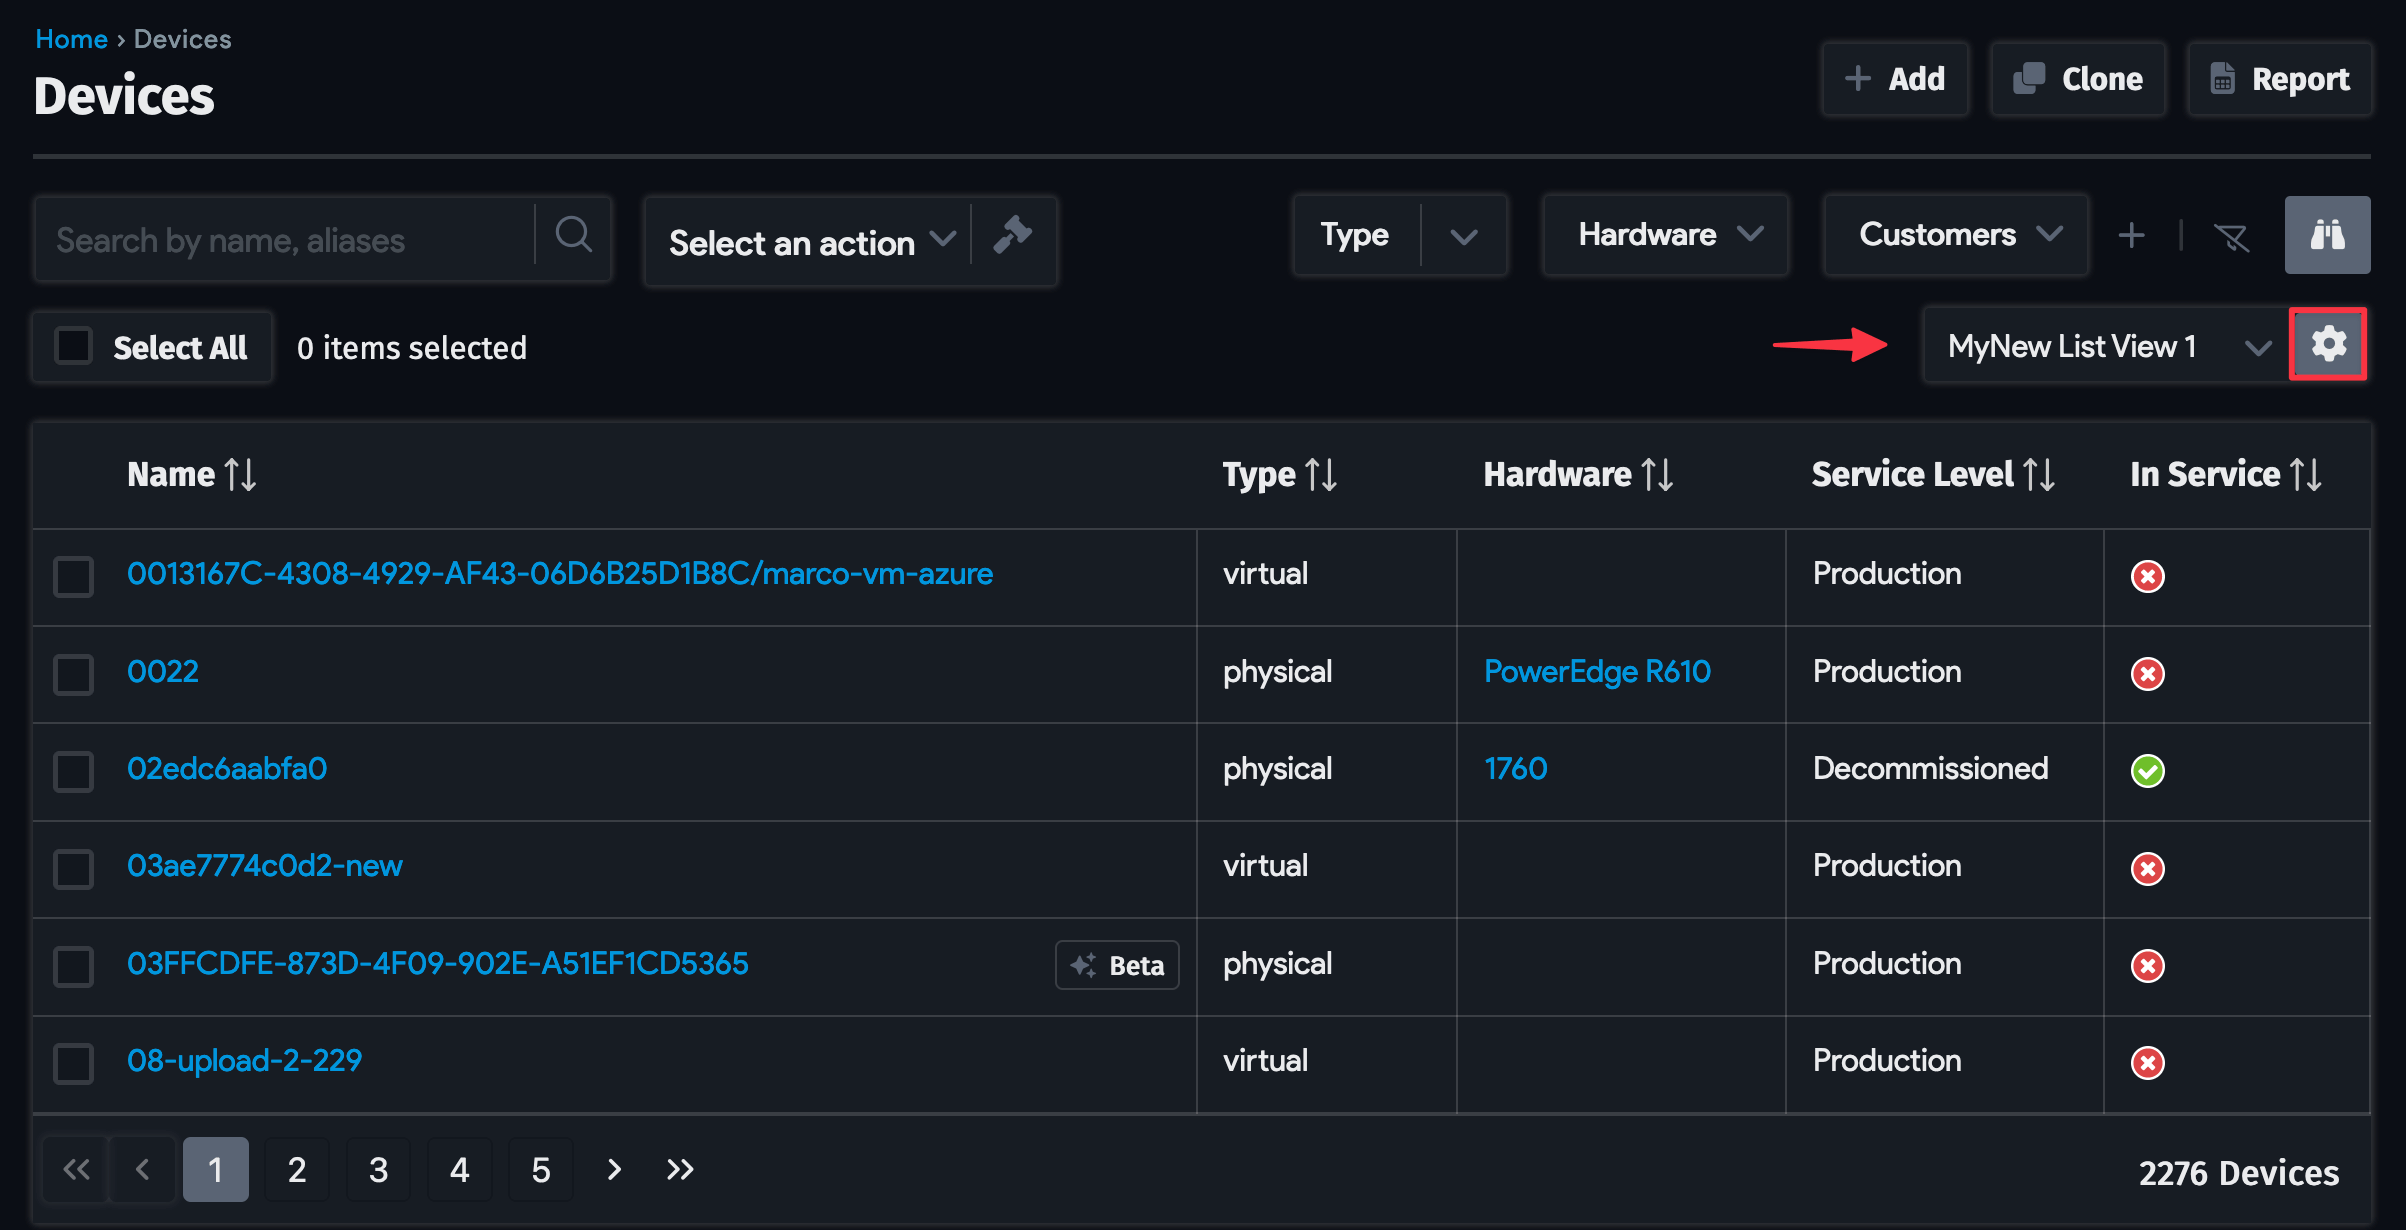 Home › Devices
Devices
Add
Clone
Report
Search by name, aliases
Select an action
Type
Hardware
Customers
Select All
0 items selected
MyNew List View 1
Name Type Hardware Service Level In Service
0013167C-4308-4929-AF43-06D6B25D1B8C/marco-vm-azure virtual Production
0022 physical PowerEdge R610 Production
02edc6aabfa0 physical 1760 Decommissioned
03ae7774c0d2-new virtual Production
03FFCDFE-873D-4F09-902E-A51EF1CD5365 Beta physical Production
08-upload-2-229 virtual Production
« ‹ 1 2 3 4 5 › »
2276 Devices